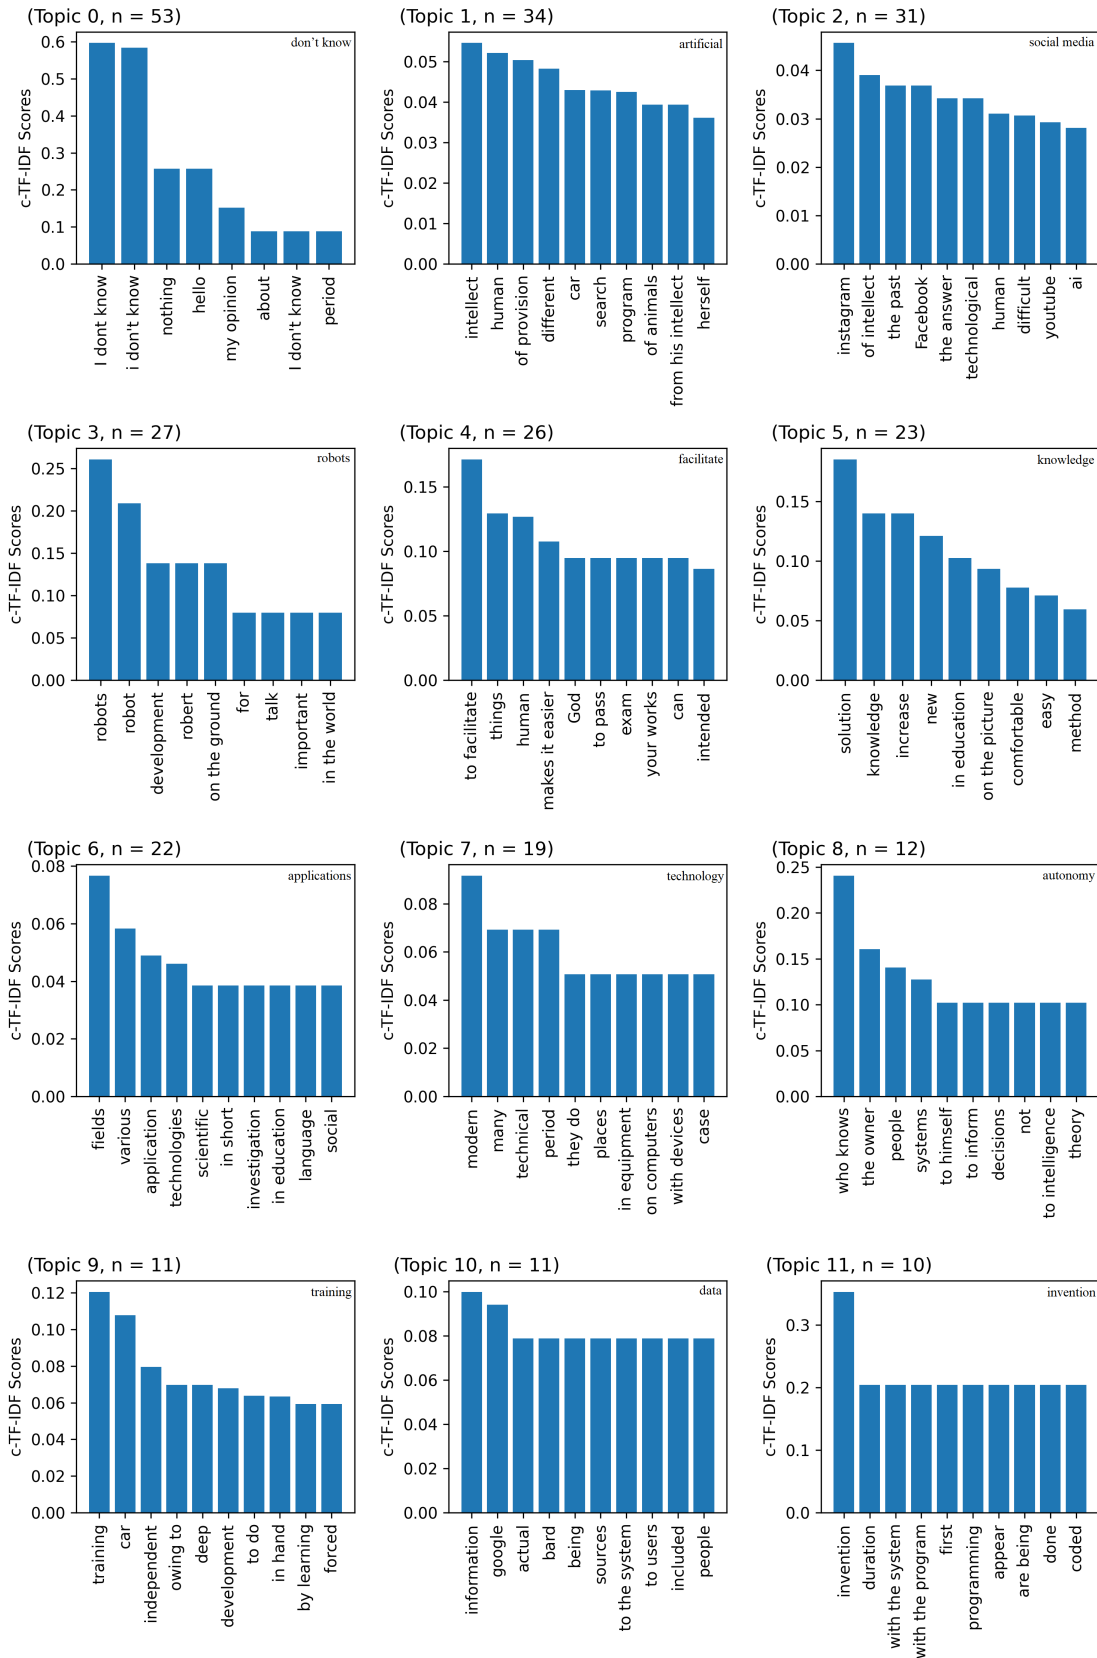 (Topic 0, n = 53)
don't know
c-TF-IDF Scores
0.6
0.5
0.4
0.3
0.2
0.1
0.0
I dont know
i don't know
nothing
hello
my opinion
about
I don't know
period
(Topic 1, n = 34)
artificial
c-TF-IDF Scores
0.05
0.04
0.03
0.02
0.01
0.00
intellect
human
of provision
different
car
search
program
of animals
from his intellect
herself
(Topic 2, n = 31)
social media
c-TF-IDF Scores
0.04
0.03
0.02
0.01
0.00
instagram
of intellect
the past
Facebook
the answer
technological
human
difficult
youtube
ai
(Topic 3, n = 27)
robots
c-TF-IDF Scores
0.25
0.20
0.15
0.10
0.05
0.00
robots
robot
development
robert
on the ground
for
talk
important
in the world
(Topic 4, n = 26)
facilitate
c-TF-IDF Scores
0.15
0.10
0.05
0.00
to facilitate
things
human
makes it easier
God
to pass
exam
your works
can
intended
(Topic 5, n = 23)
knowledge
c-TF-IDF Scores
0.15
0.10
0.05
0.00
solution
knowledge
increase
new
in education
on the picture
comfortable
easy
method
(Topic 6, n = 22)
applications
c-TF-IDF Scores
0.08
0.06
0.04
0.02
0.00
fields
various
application
technologies
scientific
in short
investigation
in education
language
social
(Topic 7, n = 19)
technology
c-TF-IDF Scores
0.08
0.06
0.04
0.02
0.00
modern
many
technical
period
they do
places
in equipment
on computers
with devices
case
(Topic 8, n = 12)
autonomy
c-TF-IDF Scores
0.25
0.20
0.15
0.10
0.05
0.00
who knows
the owner
people
systems
to himself
to inform
decisions
not
to intelligence
theory
(Topic 9, n = 11)
training
c-TF-IDF Scores
0.12
0.10
0.08
0.06
0.04
0.02
0.00
training
car
independent
owing to
deep
development
to do
in hand
by learning
forced
(Topic 10, n = 11)
data
c-TF-IDF Scores
0.10
0.08
0.06
0.04
0.02
0.00
information
google
actual
bard
being
sources
to the system
to users
included
people
(Topic 11, n = 10)
invention
c-TF-IDF Scores
0.3
0.2
0.1
0.0
invention
duration
with the system
with the program
first
programming
appear
are being
done
coded